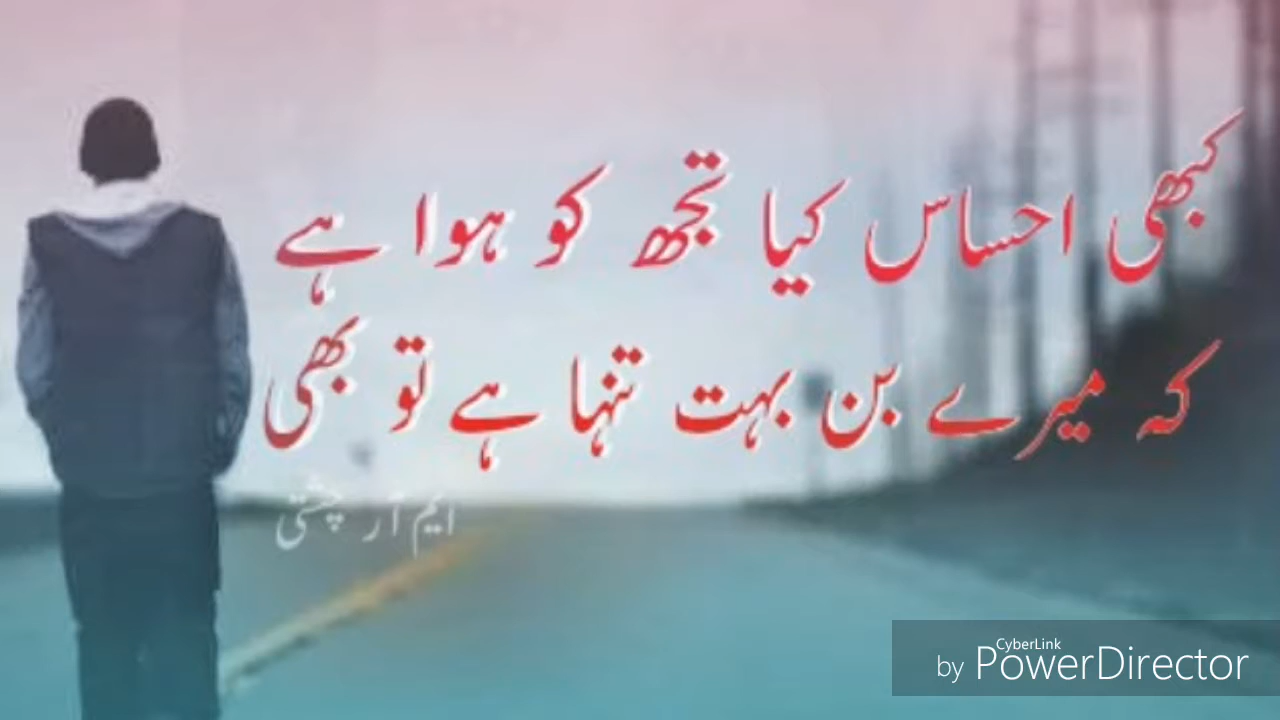 کبھی احساس کیا تجھ کو ہوا ہے
کہ میرے بن بہت تنہا ہے تو بھی
ایم آر چشتی
CyberLink
by PowerDirector